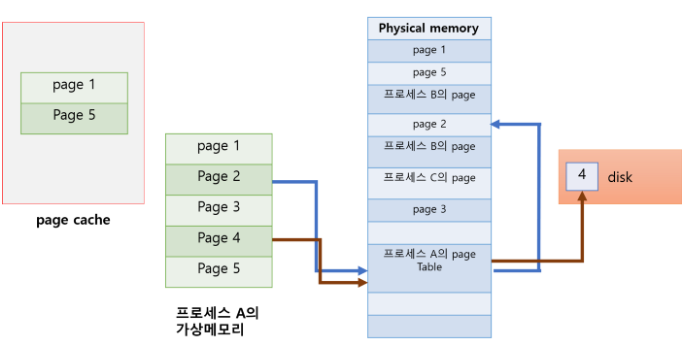 page 1
Page 5
page cache
page 1
Page 2
Page 3
Page 4
Page 5
프로세스 A의
가상메모리
Physical memory
page 1
page 5
프로세스 B의 page
page 2
프로세스 B의 page
프로세스 C의 page
page 3
프로세스 A의 page
Table
4
disk